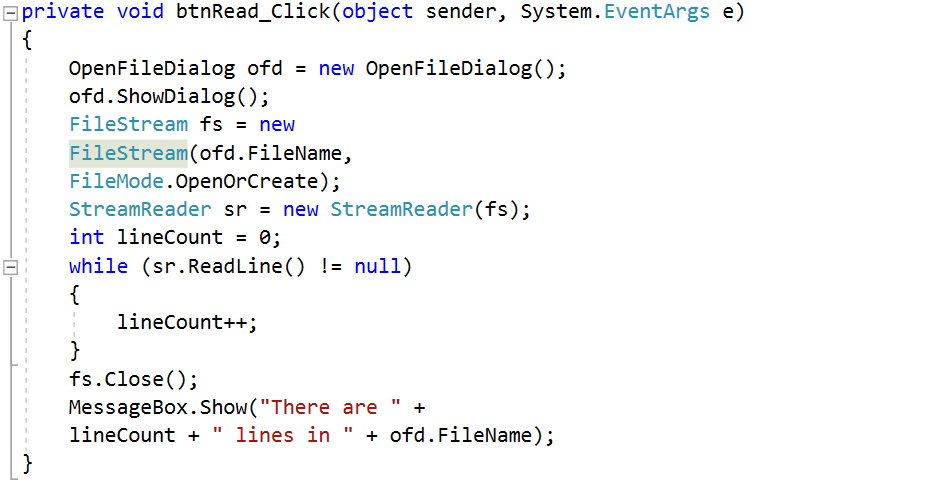 private void btnRead_Click(object sender, System.EventArgs e)
{
OpenFileDialog ofd = new OpenFileDialog();
ofd.ShowDialog();
FileStream fs = new
FileStream(ofd.FileName,
FileMode.OpenOrCreate);
StreamReader sr = new StreamReader(fs);
int lineCount = 0;
while (sr.ReadLine() != null)
{
lineCount++;
}
fs.Close();
MessageBox.Show("There are " +
lineCount + " lines in " + ofd.FileName);
}